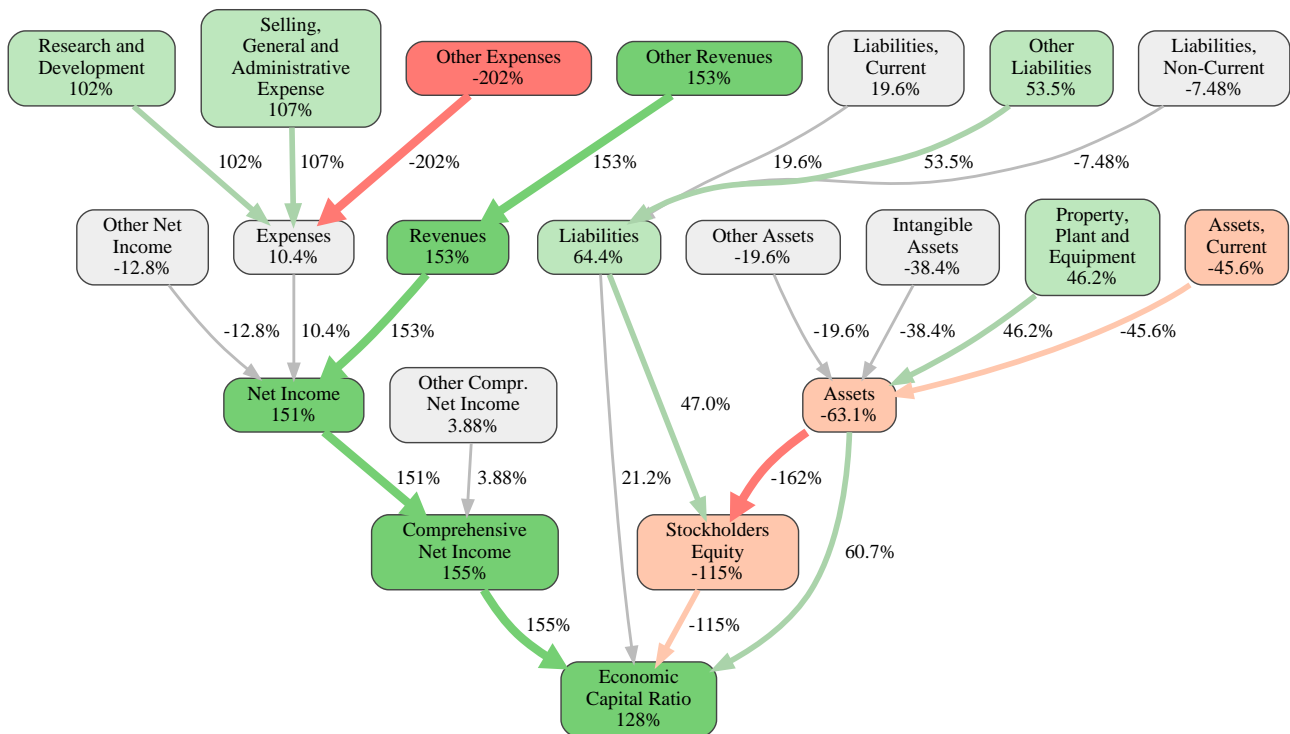 Research and
Development
102%
Selling,
General and
Administrative
Expense
107%
Other Expenses
-202%
Other Revenues
153%
Liabilities,
Current
19.6%
Other
Liabilities
53.5%
Liabilities,
Non-Current
-7.48%
102%
107%
-202%
153%
19.6%
53.5%
-7.48%
Other Net
Income
-12.8%
Expenses
10.4%
Revenues
153%
Liabilities
64.4%
Other Assets
-19.6%
Intangible
Assets
-38.4%
Property,
Plant and
Equipment
46.2%
Assets,
Current
-45.6%
-12.8%
10.4%
153%
-19.6%
-38.4%
46.2%
-45.6%
Net Income
151%
Other Compr.
Net Income
3.88%
47.0%
Assets
-63.1%
151%
3.88%
21.2%
-162%
Comprehensive
Net Income
155%
Stockholders
Equity
-115%
60.7%
155%
-115%
Economic
Capital Ratio
128%